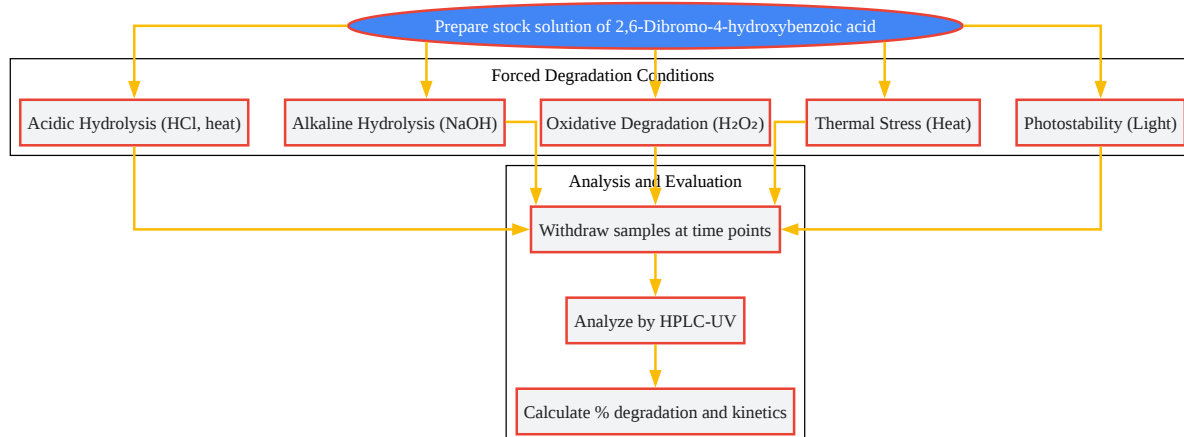 Prepare stock solution of 2,6-Dibromo-4-hydroxybenzoic acid
Forced Degradation Conditions
Acidic Hydrolysis (HCl, heat)
Alkaline Hydrolysis (NaOH)
Oxidative Degradation (H₂O₂)
Thermal Stress (Heat)
Photostability (Light)
Analysis and Evaluation
Withdraw samples at time points
Analyze by HPLC-UV
Calculate % degradation and kinetics